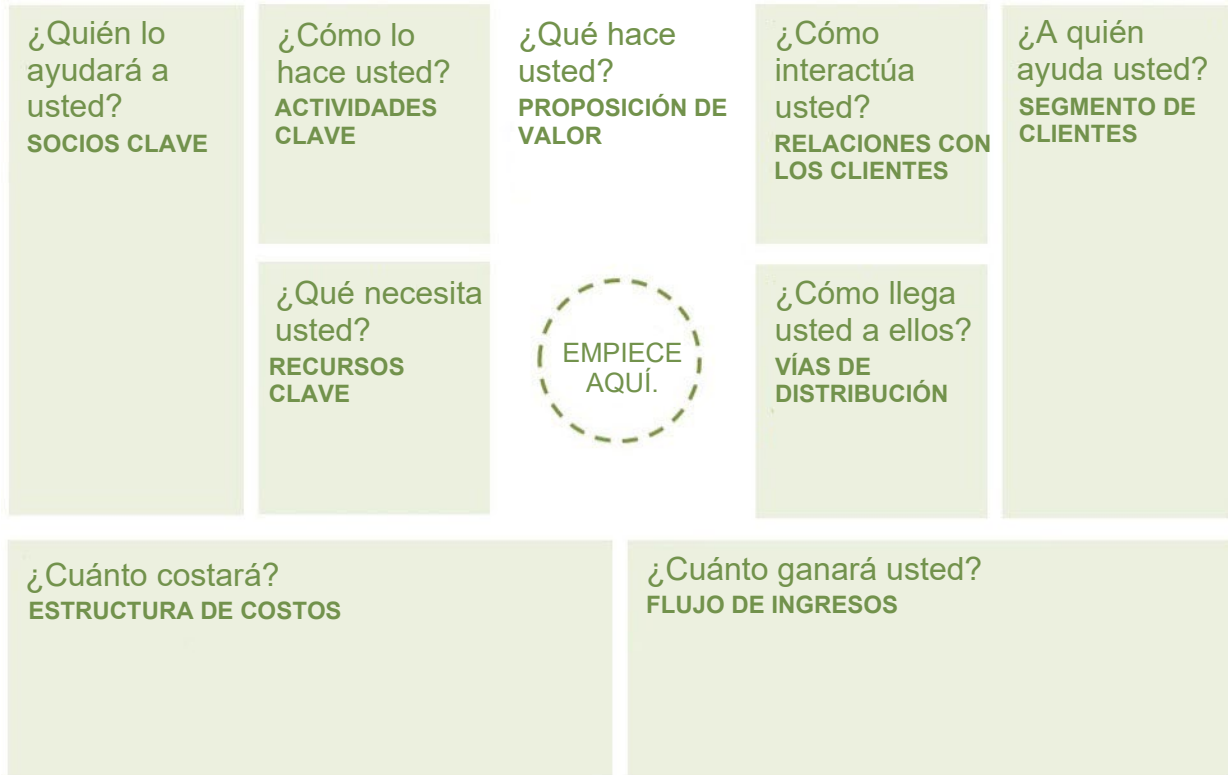 ¿Quién lo
ayudará a
usted?
SOCIOS CLAVE
¿Cómo lo
hace usted?
ACTIVIDADES
CLAVE
¿Qué necesita
usted?
RECURSOS
CLAVE
¿Qué hace
usted?
PROPOSICIÓN DE
VALOR
EMPIECE
AQUÍ.
¿Cómo
interactúa
usted?
RELACIONES CON
LOS CLIENTES
¿Cómo llega
usted a ellos?
VÍAS DE
DISTRIBUCIÓN
¿A quién
ayuda usted?
SEGMENTO DE
CLIENTES
¿Cuánto costará?
ESTRUCTURA DE COSTOS
¿Cuánto ganará usted?
FLUJO DE INGRESOS